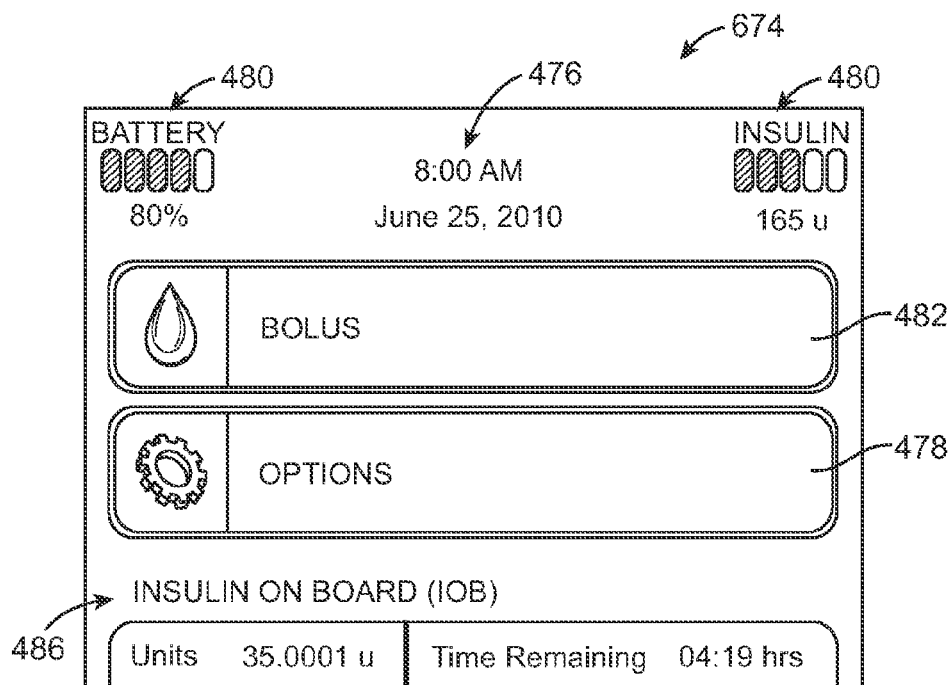 674
480 476 480
BATTERY INSULIN
8:00 AM
80% June 25, 2010 165 u
BOLUS
482
OPTIONS
478
INSULIN ON BOARD (IOB)
486
Units 35.0001 u Time Remaining 04:19 hrs